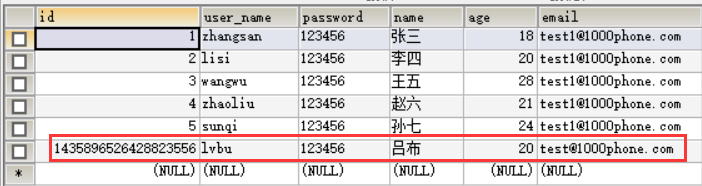 id user_name password name age email
1 zhangsan 123456 张三 18 test1@1000phone.com
2 lisi 123456 李四 20 test1@1000phone.com
3 wangwu 123456 王五 28 test1@1000phone.com
4 zhaoliu 123456 赵六 21 test1@1000phone.com
5 sunqi 123456 孙七 24 test1@1000phone.com
1435896526428823556 lvbu 123456 吕布 20 test@1000phone.com
* (NULL) (NULL) (NULL) (NULL) (NULL) (NULL)